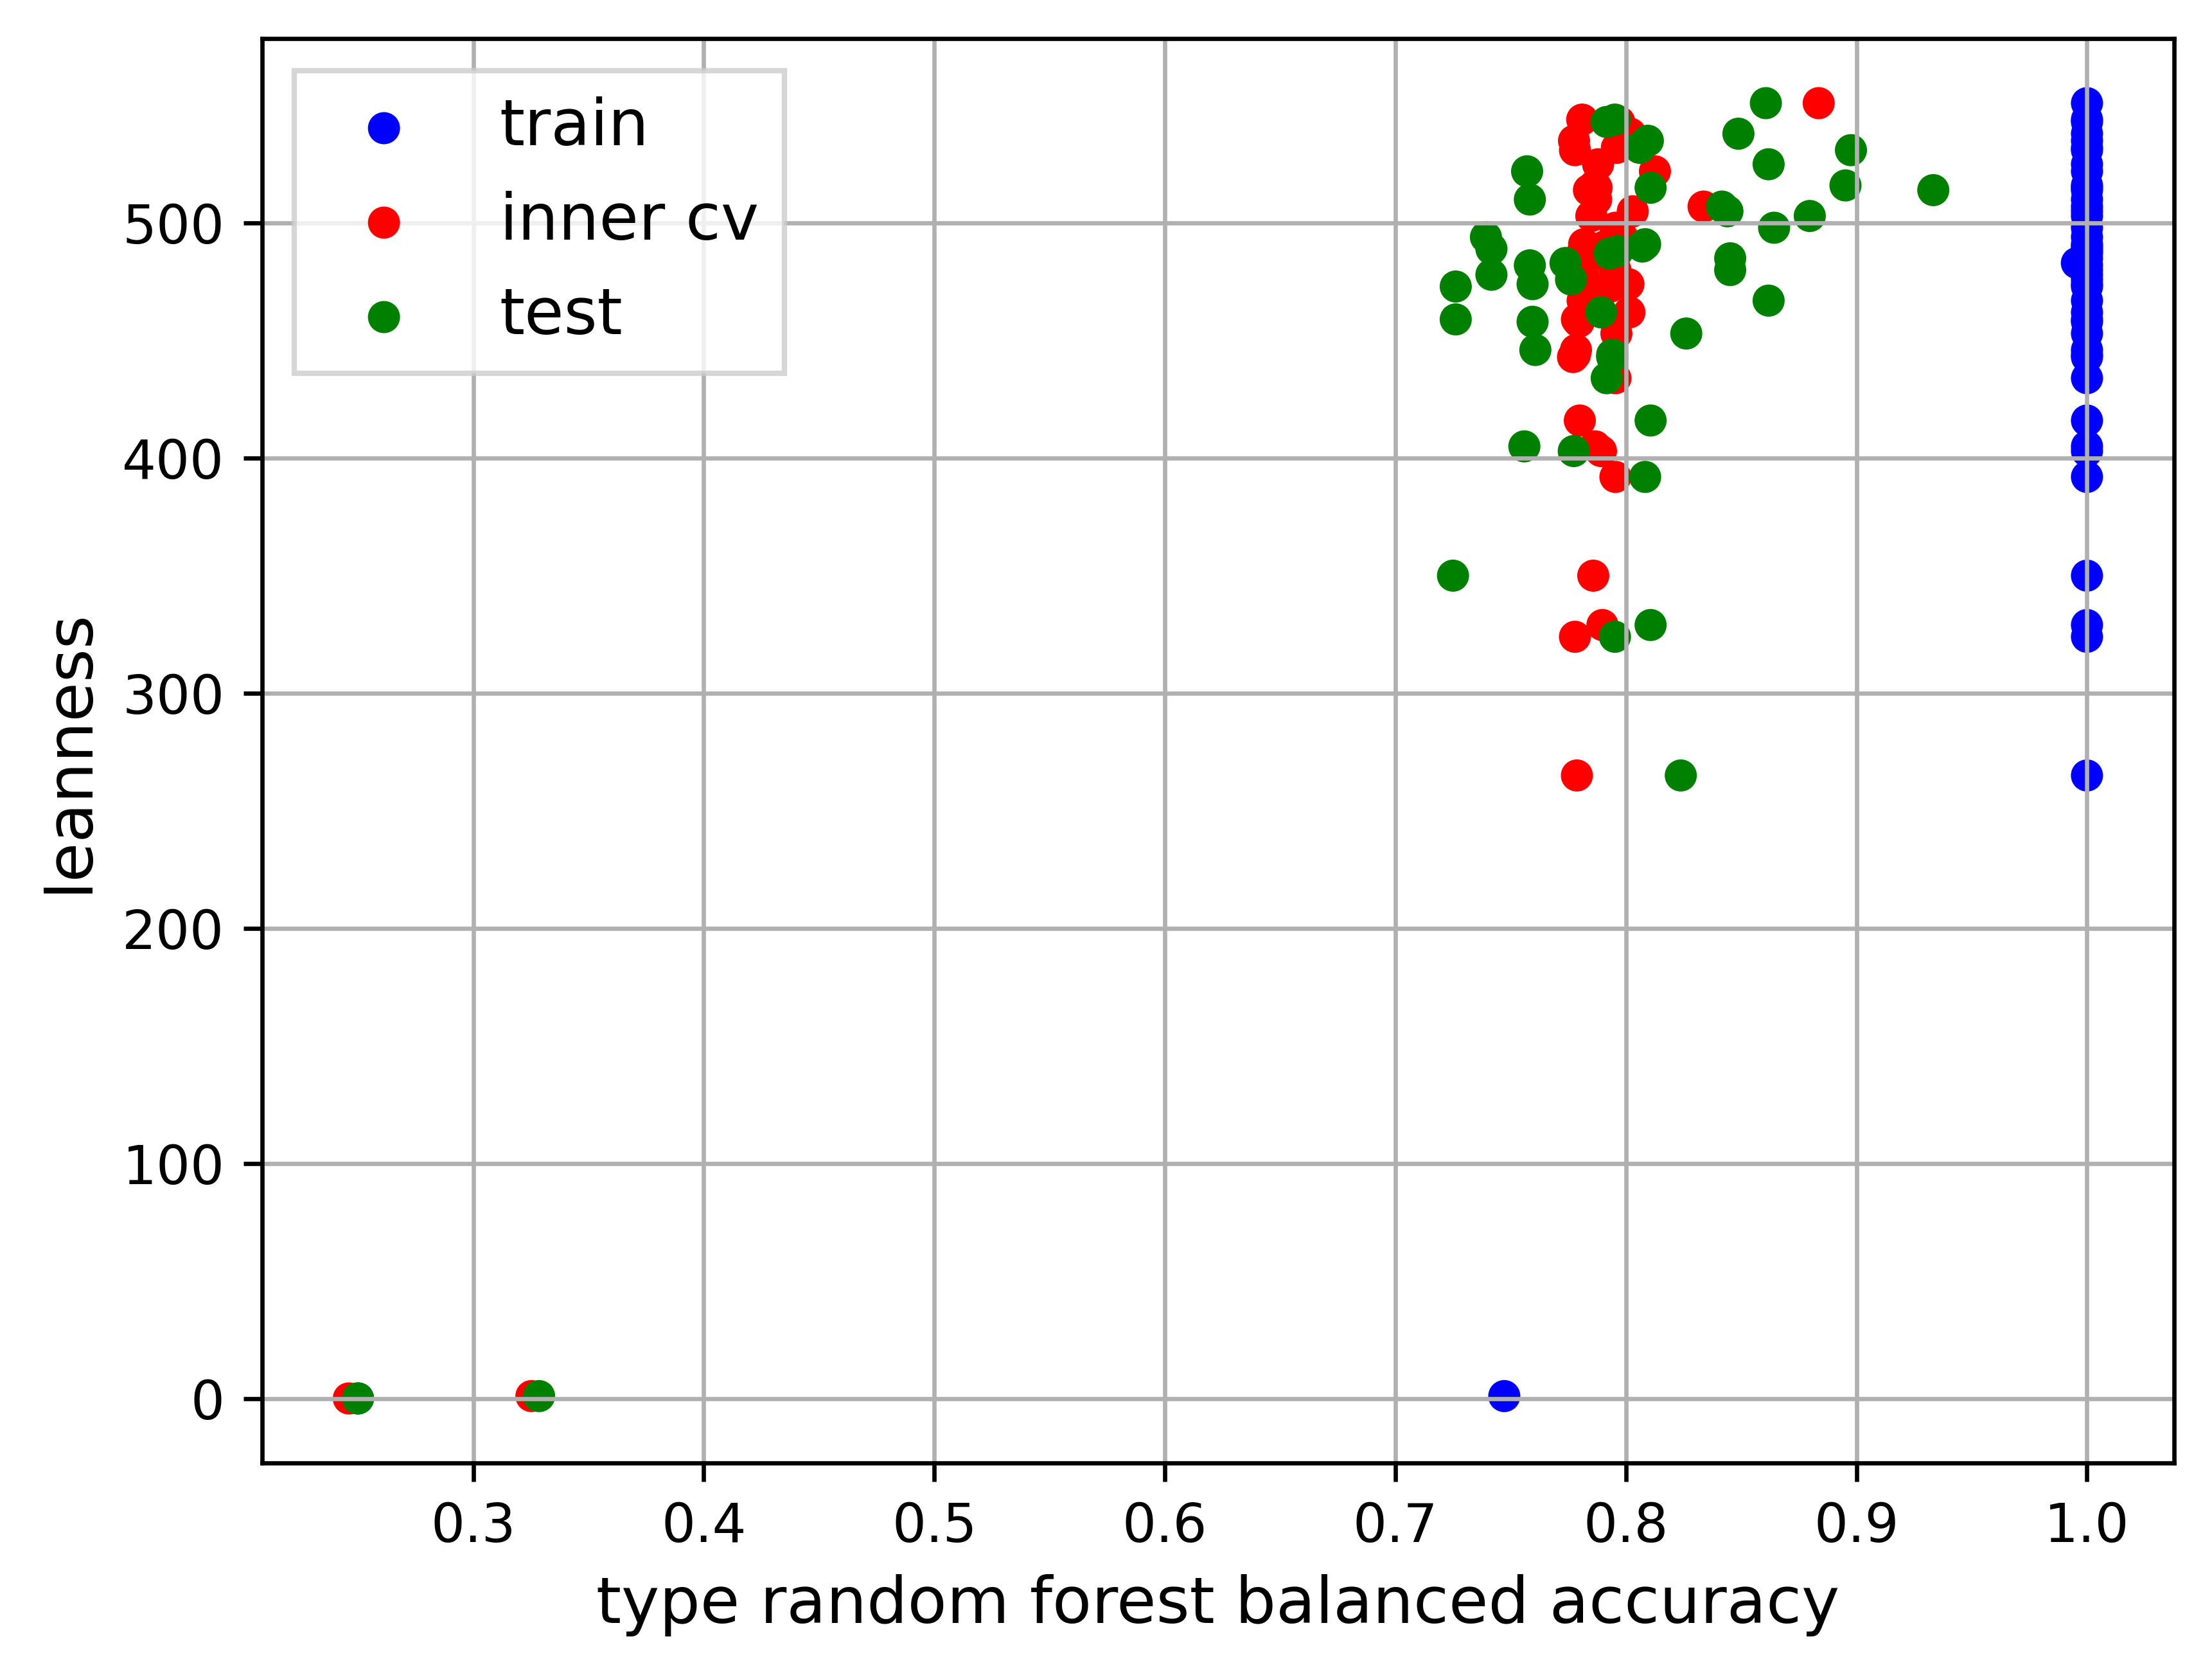 train
inner cv
test
500
400
300
200
100
0
leanness
0.3 0.4 0.5 0.6 0.7 0.8 0.9 1.0
type random forest balanced accuracy